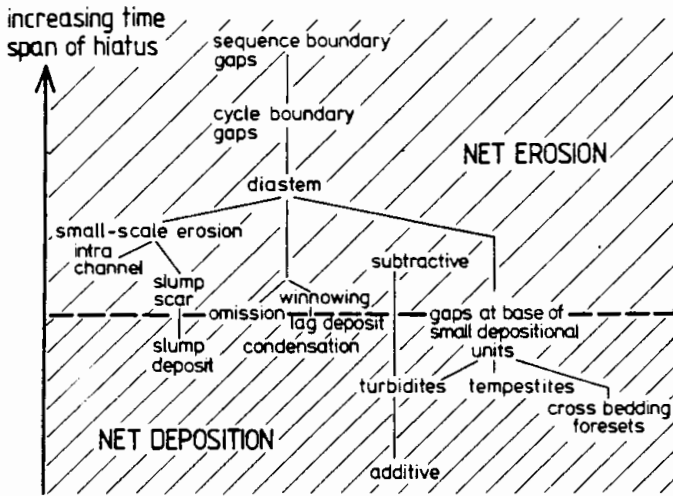 increasing time
span of hiatus
sequence boundary
gaps
cycle boundary
gaps
NET EROSION
diastem
small-scale erosion
intra
channel
subtractive
slump
scar
winnowing
omission
gaps at base of
lag deposit
small depositional
slump
deposit
condensation
units
turbidites
tempestites
cross bedding
foresets
NET DEPOSITION
additive